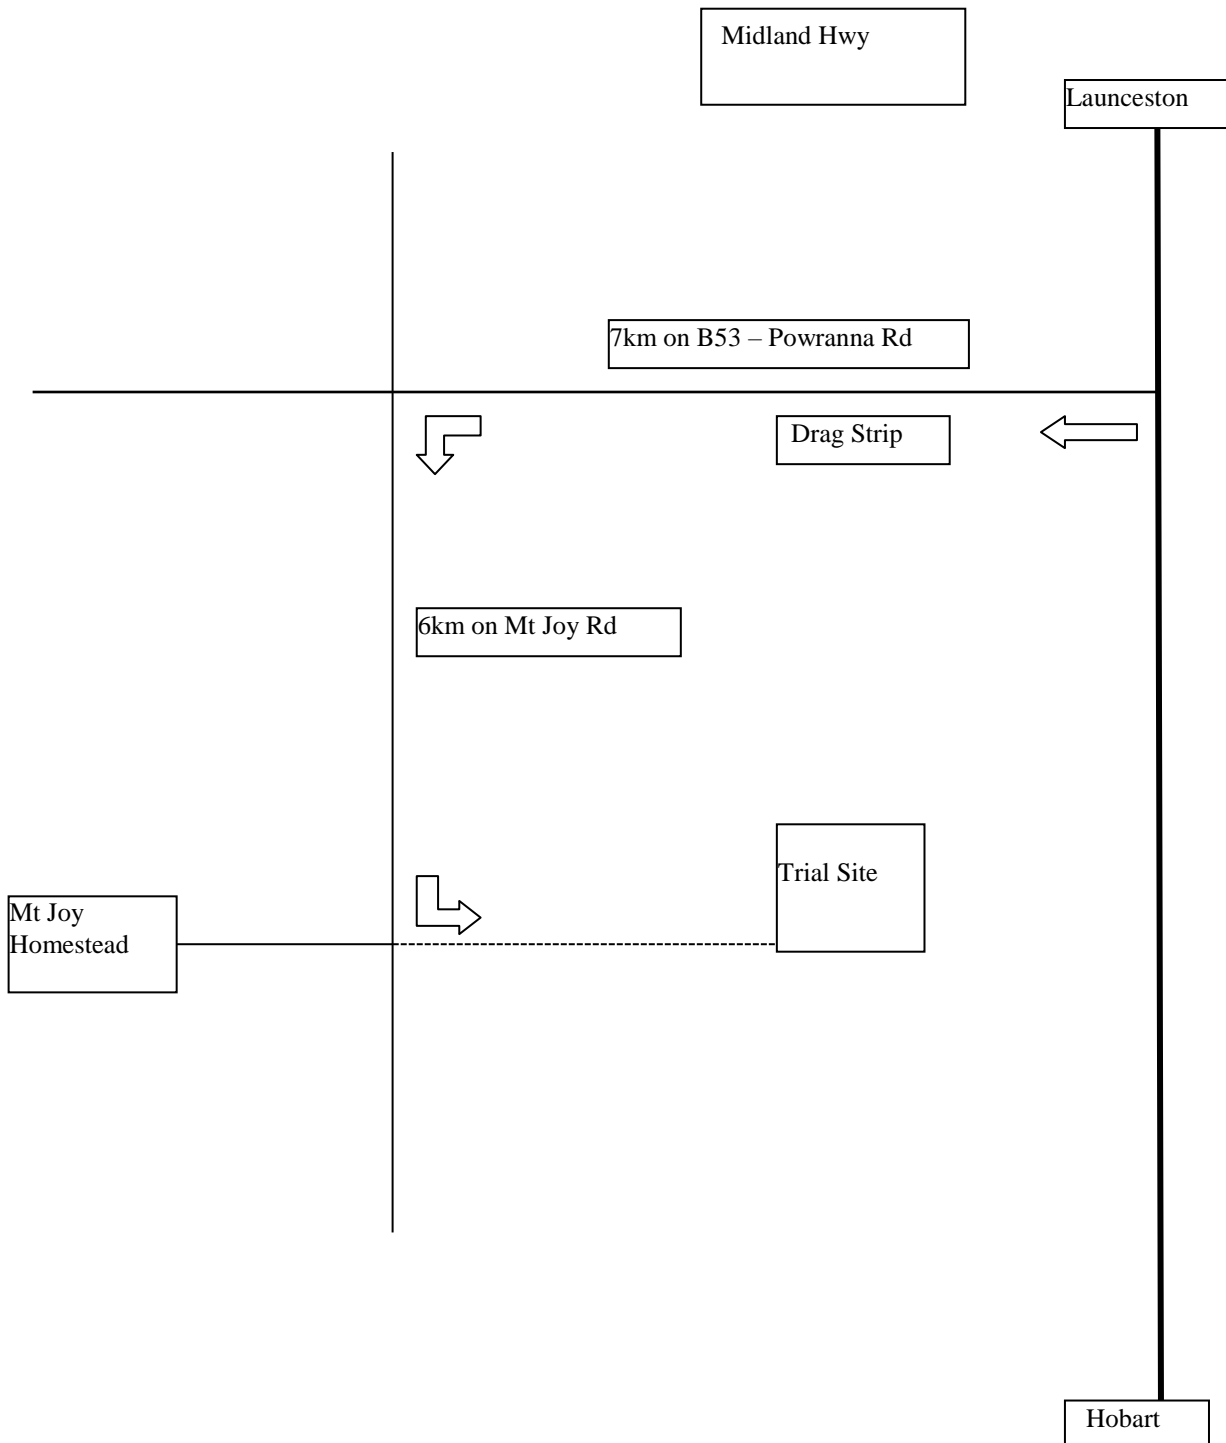 Midland Hwy
Launceston
7km on B53 – Powranna Rd
Drag Strip
6km on Mt Joy Rd
Trial Site
Mt Joy
Homestead
Hobart